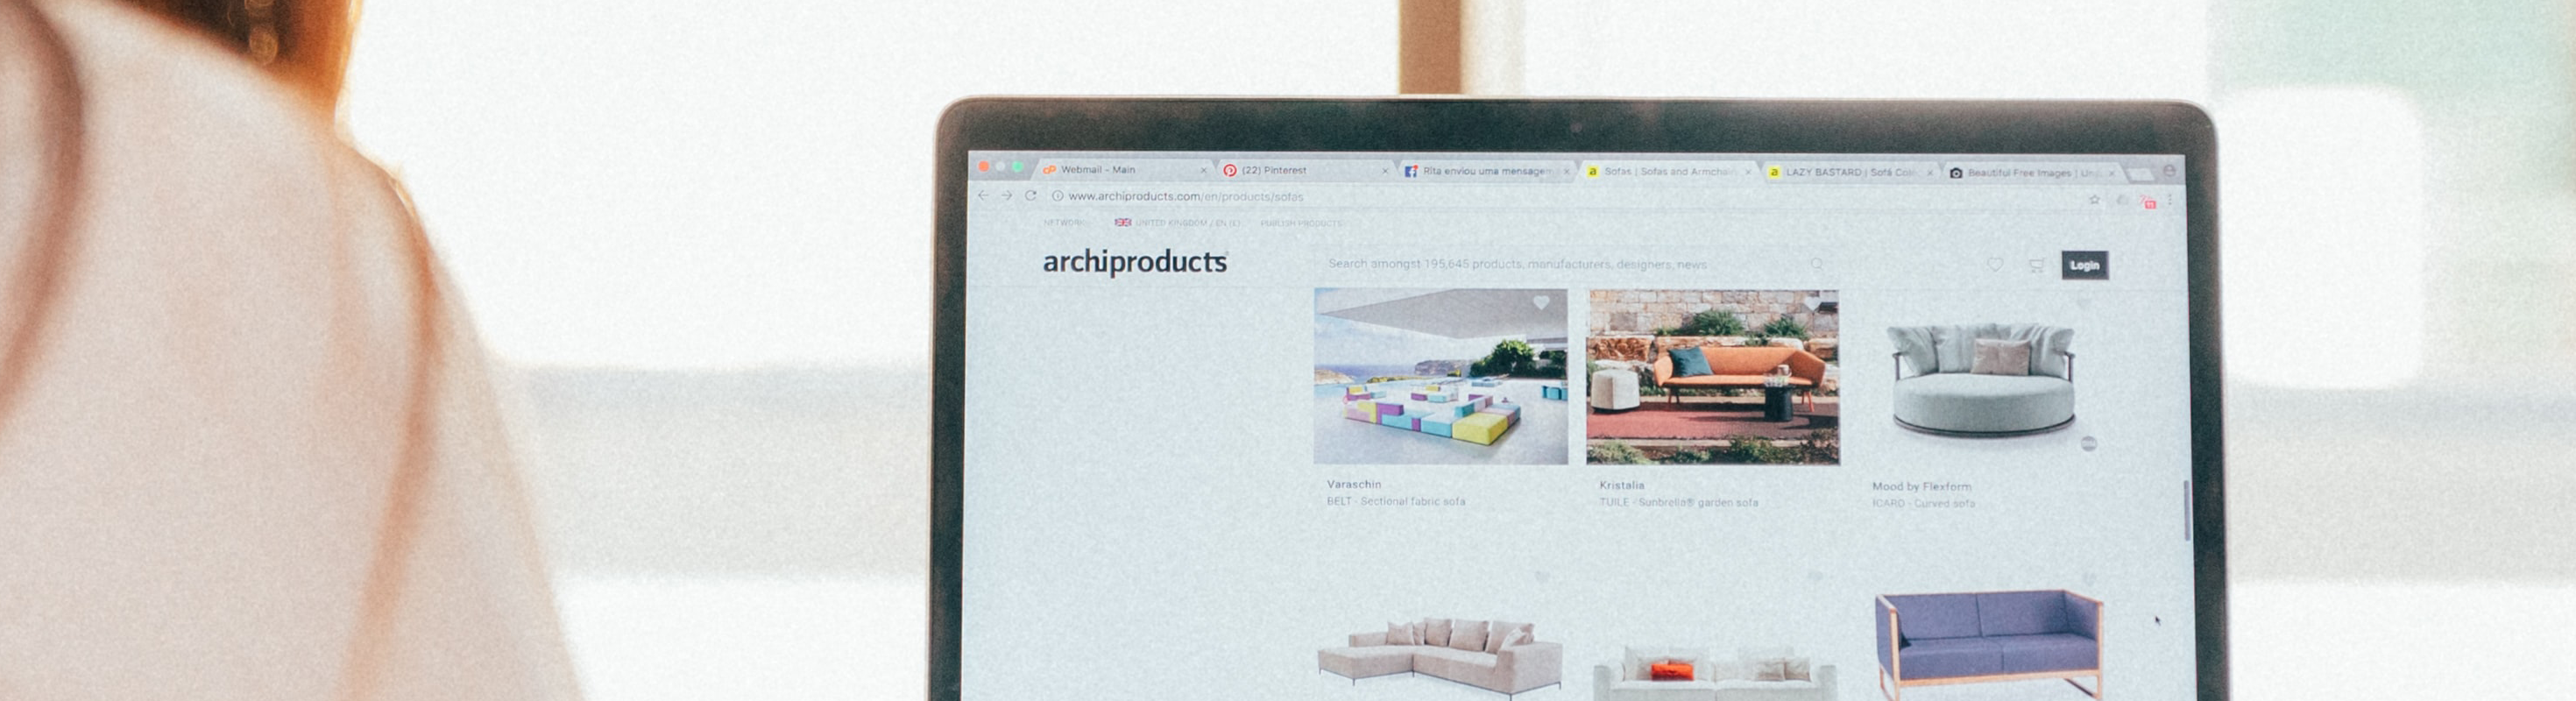 Webmail - Main
(22) Pinterest
Rita enviou uma mensagem
Sofas | Sofas and Armchai
LAZY BASTARD | Sofá Com
Beautiful Free Images | Un
www.archiproducts.com/en/products/sofas
NETWORK
UNITED KINGDOM / EN (£)
PUBLISH PRODUCTS
archiproducts
Search amongst 195,645 products, manufacturers, designers, news
Login
Varaschin
BELT - Sectional fabric sofa
Kristalia
TUILE - Sunbrella® garden sofa
Mood by Flexform
ICARO - Curved sofa